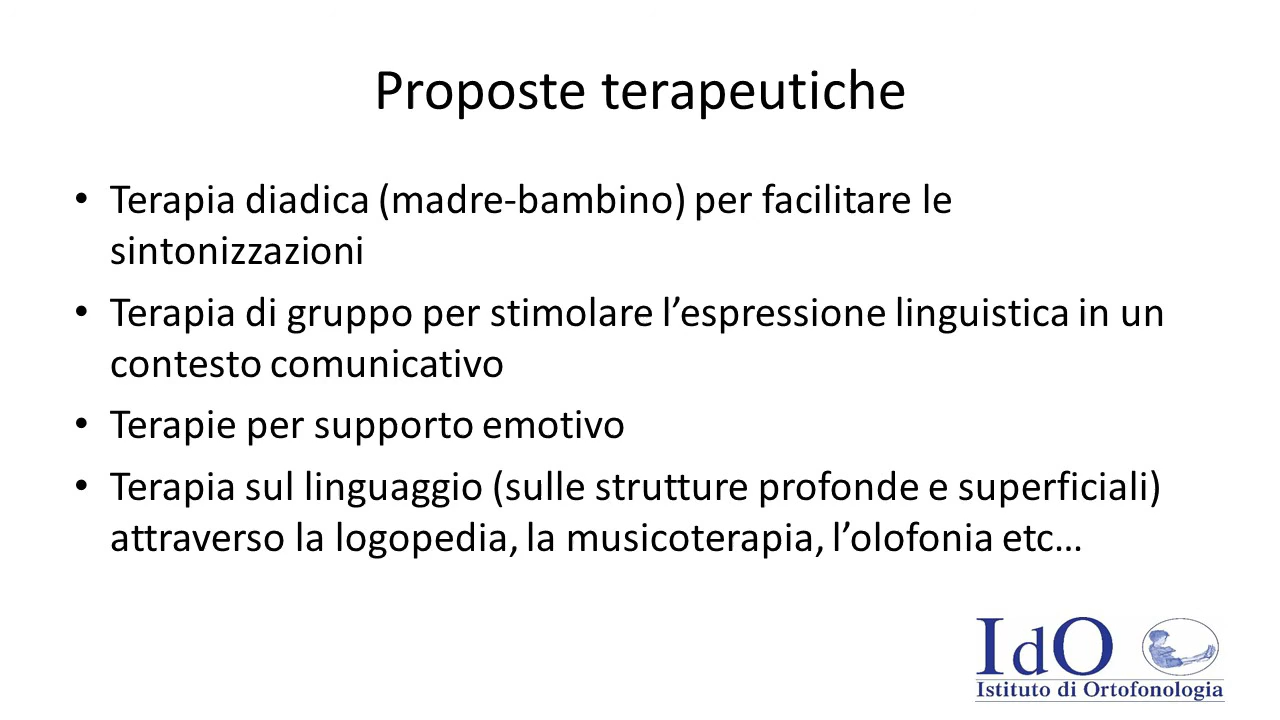 Proposte terapeutiche
• Terapia diadica (madre-bambino) per facilitare le
sintonizzazioni
• Terapia di gruppo per stimolare l’espressione linguistica in un
contesto comunicativo
• Terapie per supporto emotivo
• Terapia sul linguaggio (sulle strutture profonde e superficiali)
attraverso la logopedia, la musicoterapia, l’olofonia etc…
IdO
Istituto di Ortofonologia